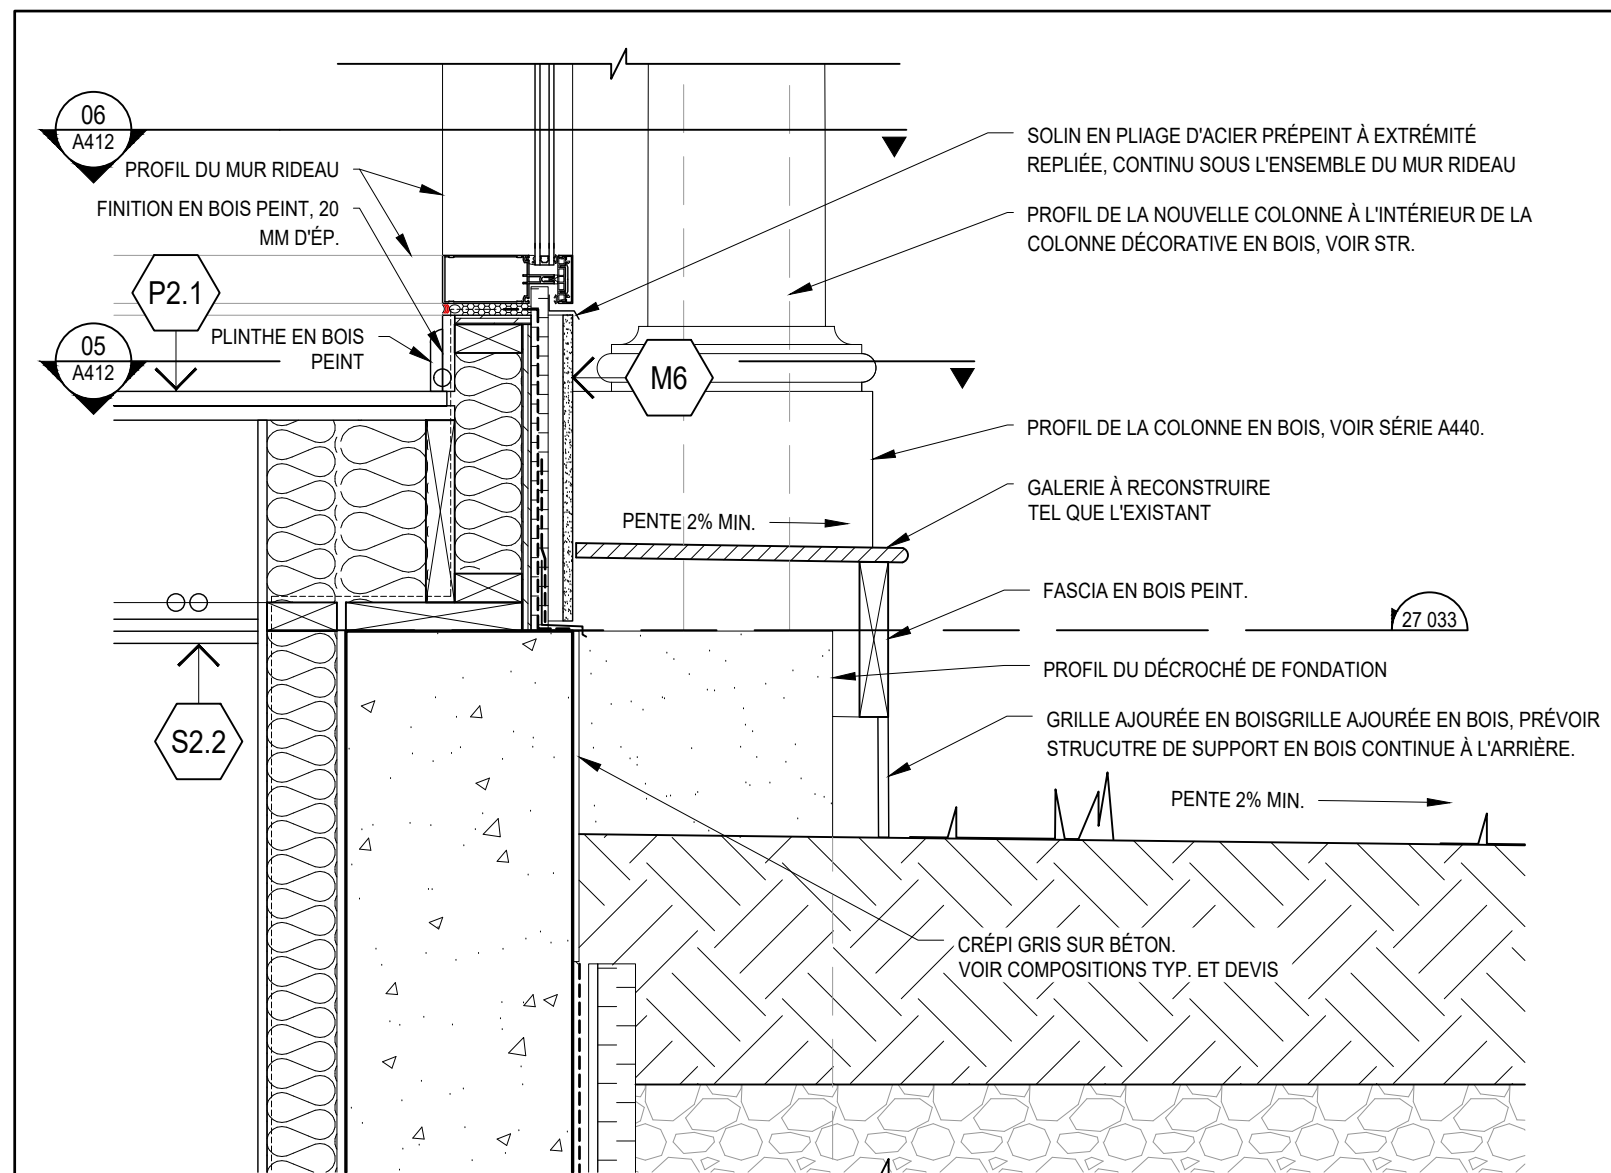 06
A412
PROFIL DU MUR RIDEAU
FINITION EN BOIS PEINT, 20
MM D'ÉP.
P2.1
PLINTHE EN BOIS
PEINT
05
A412
M6
S2.2
SOLIN EN PLIAGE D'ACIER PRÉPEINT À EXTRÉMITÉ
REPLIÉE, CONTINU SOUS L'ENSEMBLE DU MUR RIDEAU
PROFIL DE LA NOUVELLE COLONNE À L'INTÉRIEUR DE LA
COLONNE DÉCORATIVE EN BOIS, VOIR STR.
PROFIL DE LA COLONNE EN BOIS, VOIR SÉRIE A440.
GALERIE À RECONSTRUIRE
TEL QUE L'EXISTANT
PENTE 2% MIN.
FASCIA EN BOIS PEINT.
27 033
PROFIL DU DÉCROCHÉ DE FONDATION
GRILLE AJOURÉE EN BOISGRILLE AJOURÉE EN BOIS, PRÉVOIR
STRUCUTRE DE SUPPORT EN BOIS CONTINUE À L'ARRIÈRE.
PENTE 2% MIN.
CRÉPI GRIS SUR BÉTON.
VOIR COMPOSITIONS TYP. ET DEVIS